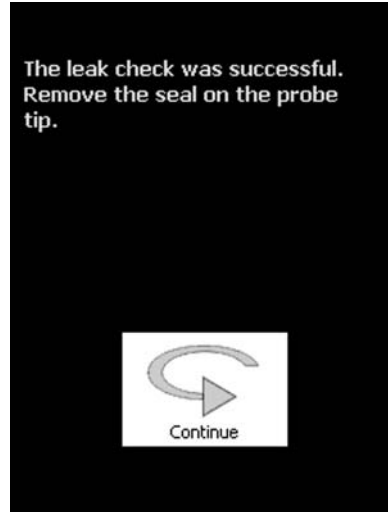 The leak check was successful.
Remove the seal on the probe
tip.
Continue